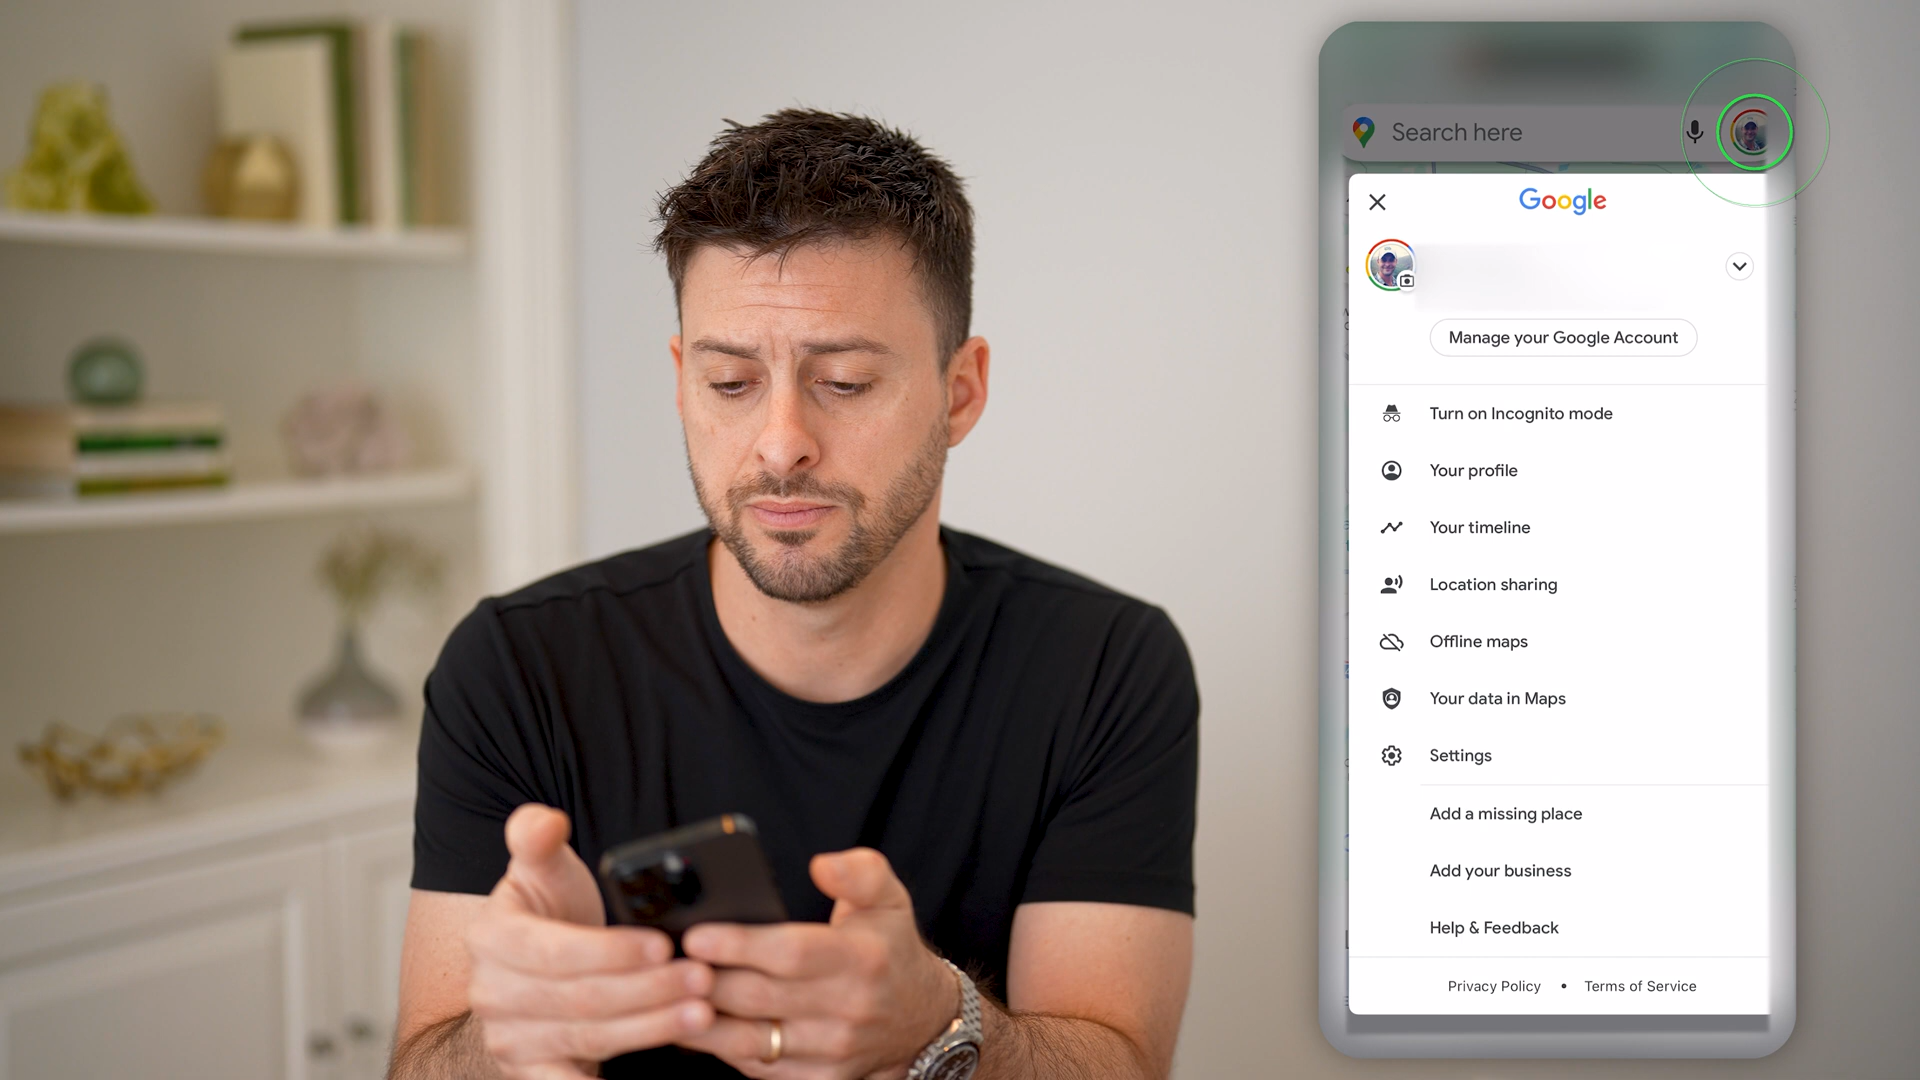 Search here
Google
Manage your Google Account
Turn on Incognito mode
Your profile
Your timeline
Location sharing
Offline maps
Your data in Maps
Settings
Add a missing place
Add your business
Help & Feedback
Privacy Policy • Terms of Service